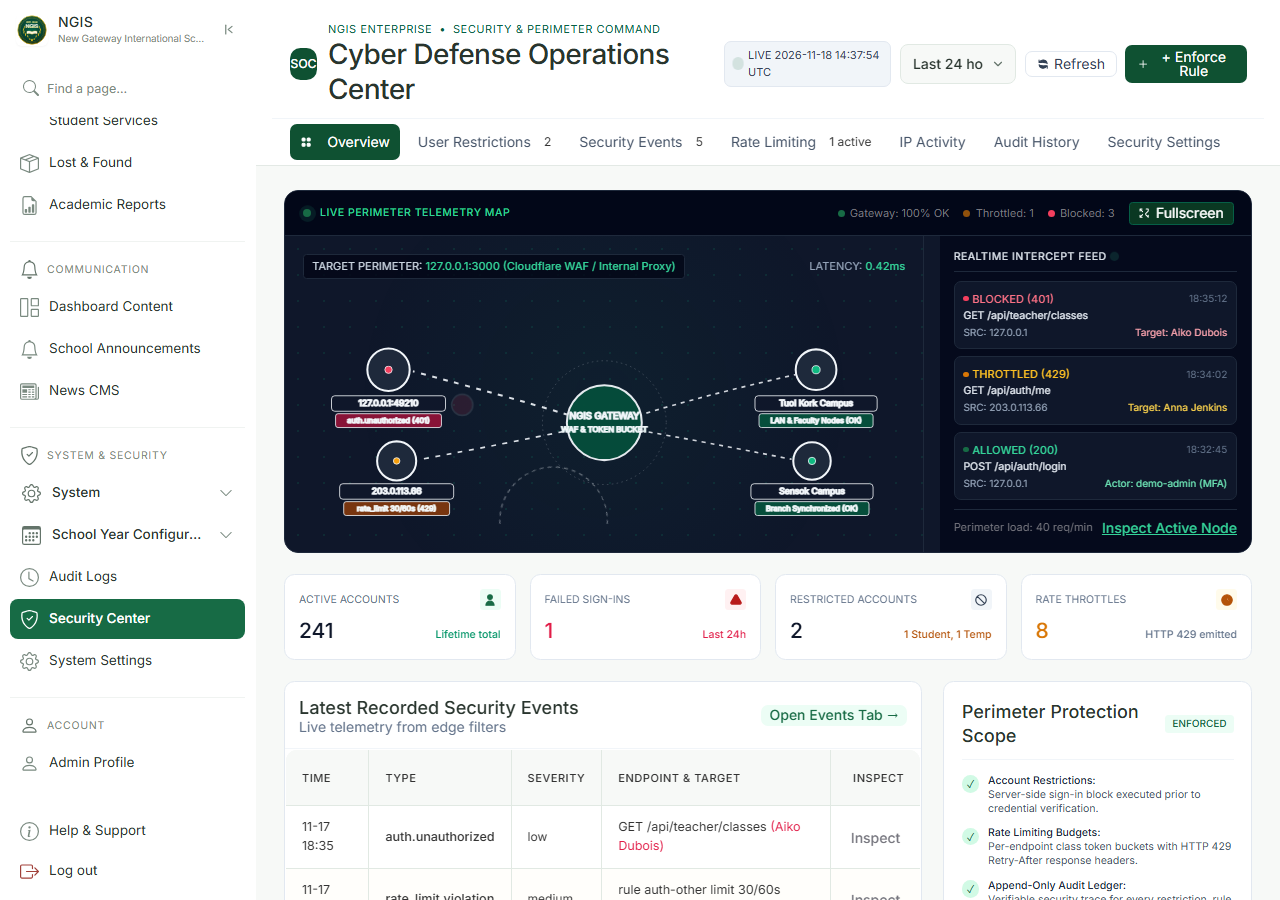 NGIS
New Gateway International Sc...
Find a page...
Student Services
Lost & Found
Academic Reports
COMMUNICATION
Dashboard Content
School Announcements
News CMS
SYSTEM & SECURITY
System
School Year Configur...
Audit Logs
Security Center
System Settings
ACCOUNT
Admin Profile
Help & Support
Log out
SOC
NGIS ENTERPRISE • SECURITY & PERIMETER COMMAND
Cyber Defense Operations
Center
LIVE 2026-11-18 14:37:54
UTC
Last 24 ho
Refresh
+ + Enforce
Rule
Overview
User Restrictions 2
Security Events 5
Rate Limiting 1 active
IP Activity
Audit History
Security Settings
LIVE PERIMETER TELEMETRY MAP
Gateway: 100% OK
Throttled: 1
Blocked: 3
Fullscreen
TARGET PERIMETER: 127.0.0.1:3000 (Cloudflare WAF / Internal Proxy)
LATENCY: 0.42ms
127.0.0.1:49210
auth.unauthorized (401)
203.0.113.66
rate_limit 30/60s (429)
NGIS GATEWAY
WAF & TOKEN BUCKET
Tuol Kork Campus
LAN & Faculty Nodes (OK)
Sensok Campus
Branch Synchronized (OK)
REALTIME INTERCEPT FEED
BLOCKED (401) 18:35:12
GET /api/teacher/classes
SRC: 127.0.0.1 Target: Aiko Dubois
THROTTLED (429) 18:34:02
GET /api/auth/me
SRC: 203.0.113.66 Target: Anna Jenkins
ALLOWED (200) 18:32:45
POST /api/auth/login
SRC: 127.0.0.1 Actor: demo-admin (MFA)
Perimeter load: 40 req/min Inspect Active Node
ACTIVE ACCOUNTS
241 Lifetime total
FAILED SIGN-INS
1 Last 24h
RESTRICTED ACCOUNTS
2 1 Student, 1 Temp
RATE THROTTLES
8 HTTP 429 emitted
Latest Recorded Security Events
Live telemetry from edge filters
Open Events Tab →
TIME TYPE SEVERITY ENDPOINT & TARGET INSPECT
11-17
18:35
auth.unauthorized
low
GET /api/teacher/classes (Aiko
Dubois)
Inspect
11-17
rate_limit.violation
medium
rule auth-other limit 30/60s
Inspect
Perimeter Protection
Scope
ENFORCED
Account Restrictions:
Server-side sign-in block executed prior to
credential verification.
Rate Limiting Budgets:
Per-endpoint class token buckets with HTTP 429
Retry-After response headers.
Append-Only Audit Ledger:
Verifiable security trace for every restriction, rule